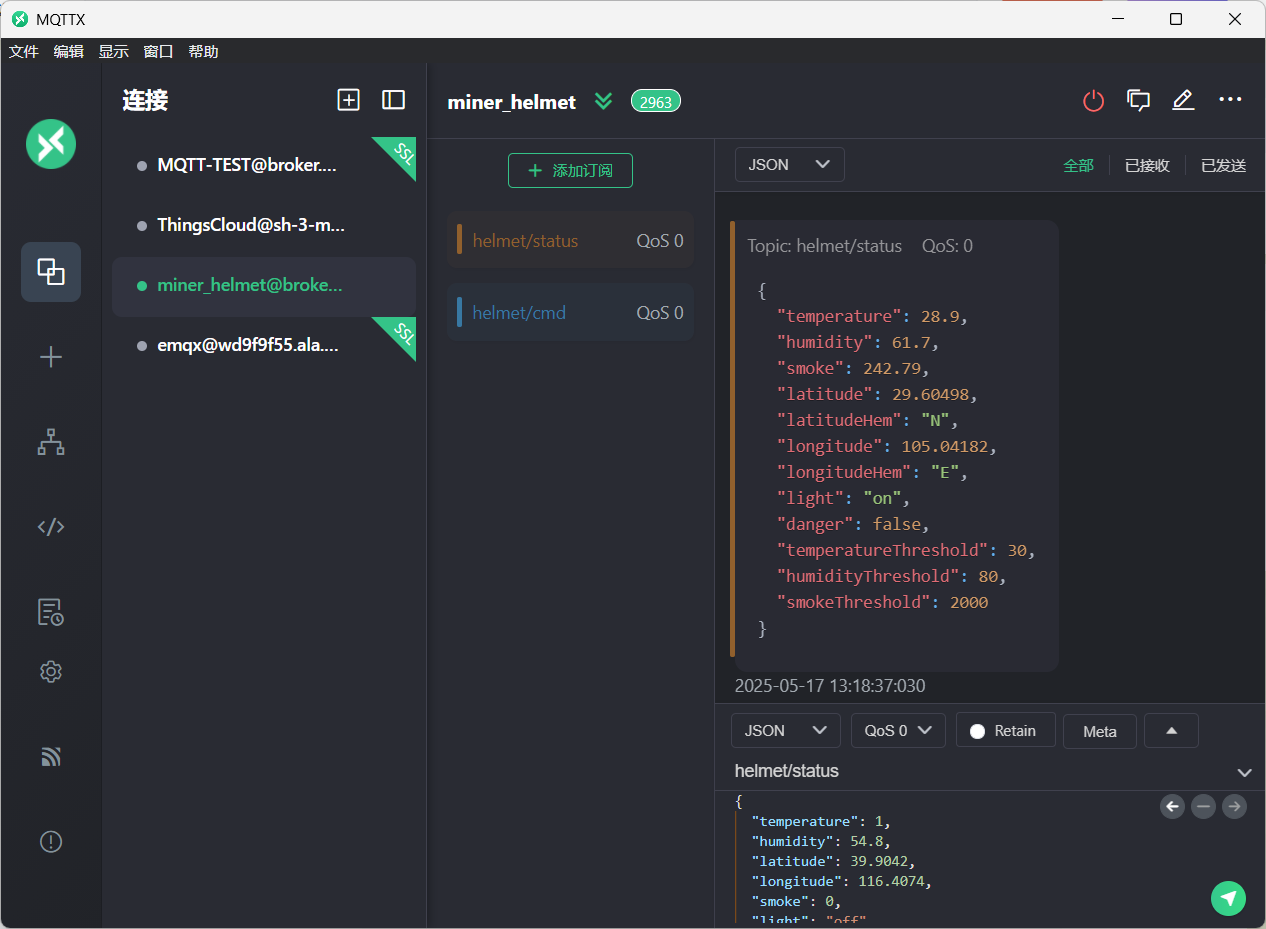 MQTTX
文件 编辑 显示 窗口 帮助
连接
MQTT-TEST@broker....
SSL
ThingsCloud@sh-3-m...
miner_helmet@broke...
emqx@wd9f9f55.ala....
SSL
miner_helmet 2963
添加订阅
helmet/status QoS 0
helmet/cmd QoS 0
JSON 全部 已接收 已发送
Topic: helmet/status QoS: 0
{
"temperature": 28.9,
"humidity": 61.7,
"smoke": 242.79,
"latitude": 29.60498,
"latitudeHem": "N",
"longitude": 105.04182,
"longitudeHem": "E",
"light": "on",
"danger": false,
"temperatureThreshold": 30,
"humidityThreshold": 80,
"smokeThreshold": 2000
}
2025-05-17 13:18:37:030
JSON QoS 0 Retain Meta
helmet/status
{
"temperature": 1,
"humidity": 54.8,
"latitude": 39.9042,
"longitude": 116.4074,
"smoke": 0,
"light": "off"